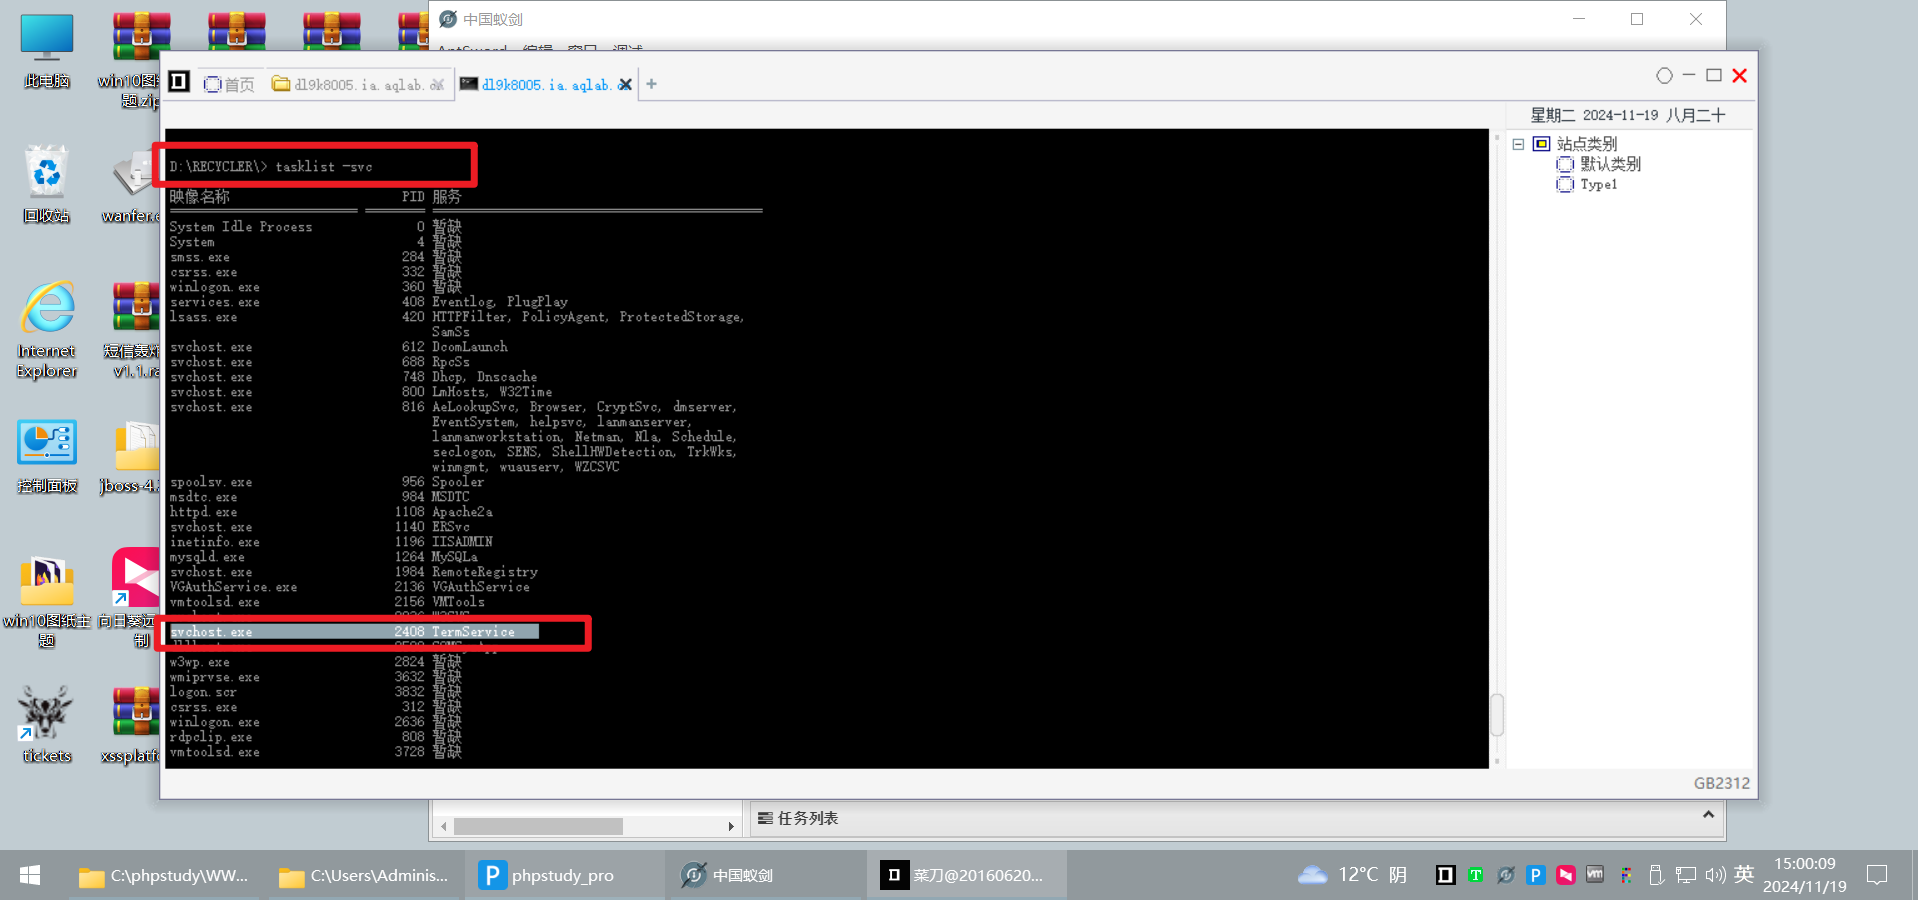 中国蚁剑
AntSword 编辑 窗口 调试
此电脑
win10图纸
题.zip
回收站
wanfer.e
Internet
Explorer
短信轰炸
v1.1.ra
控制面板
jboss-4.
win10图纸主
题
向日葵远
制
tickets
xssplatfo
首页
dl9k8005.ia.aqlab.
dl9k8005.ia.aqlab.
+
星期二 2024-11-19 八月二十
站点类别
默认类别
Type1
D:\RECYCLER\> tasklist -svc
映像名称 PID 服务
System Idle Process 0 暂缺
System 4 暂缺
smss.exe 284 暂缺
csrss.exe 332 暂缺
winlogon.exe 360 暂缺
services.exe 408 Eventlog, PlugPlay
lsass.exe 420 HTTPFilter, PolicyAgent, ProtectedStorage,
SamSs
svchost.exe 612 DcomLaunch
svchost.exe 688 RpcSs
svchost.exe 748 Dhcp, Dnscache
svchost.exe 800 LmHosts, W32Time
svchost.exe 816 AeLookupSvc, Browser, CryptSvc, dmserver,
EventSystem, helpsvc, lanmanserver,
lanmanworkstation, Netman, Nla, Schedule,
seclogon, SENS, ShellHWDetection, TrkWks,
winmgmt, wuauserv, WZCSVC
spoolsv.exe 956 Spooler
msdtc.exe 984 MSDTC
httpd.exe 1108 Apache2a
svchost.exe 1140 ERSvc
inetinfo.exe 1196 IISADMIN
mysqld.exe 1264 MySQLa
svchost.exe 1984 RemoteRegistry
VGAuthService.exe 2136 VGAuthService
vmtoolsd.exe 2156 VMTools
svchost.exe 2408 TermService
w3wp.exe 2824 暂缺
wmiprvse.exe 3632 暂缺
logon.scr 3832 暂缺
csrss.exe 312 暂缺
winlogon.exe 2636 暂缺
rdpclip.exe 808 暂缺
vmtoolsd.exe 3728 暂缺
GB2312
任务列表
C:\phpstudy\WW...
C:\Users\Adminis...
phpstudy_pro
中国蚁剑
菜刀@20160620...
12°C 阴
英
15:00:09
2024/11/19